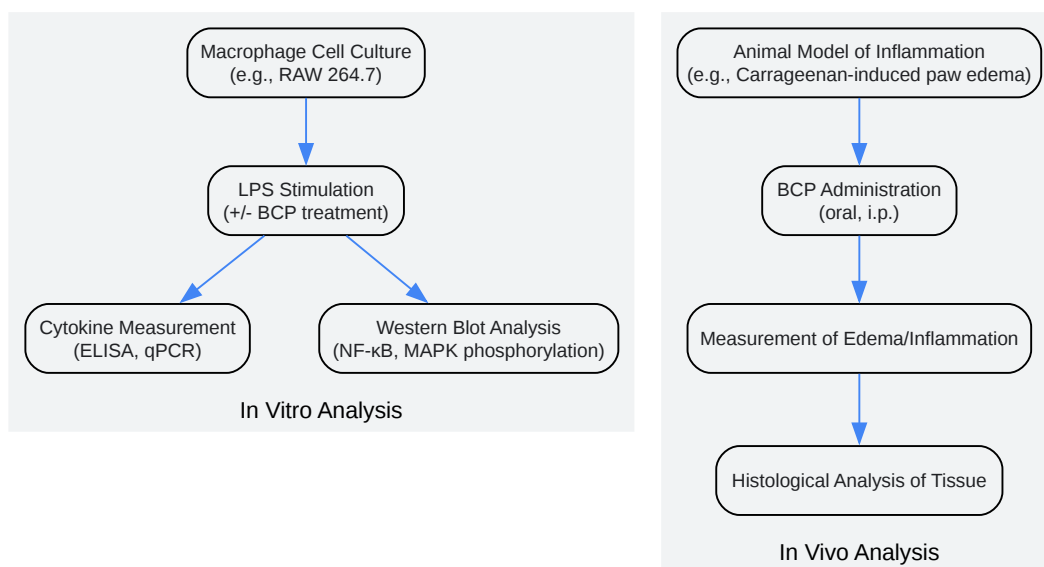 Macrophage Cell Culture
(e.g., RAW 264.7)
LPS Stimulation
(+/- BCP treatment)
Cytokine Measurement
(ELISA, qPCR)
Western Blot Analysis
(NF-κB, MAPK phosphorylation)
In Vitro Analysis
Animal Model of Inflammation
(e.g., Carrageenan-induced paw edema)
BCP Administration
(oral, i.p.)
Measurement of Edema/Inflammation
Histological Analysis of Tissue
In Vivo Analysis